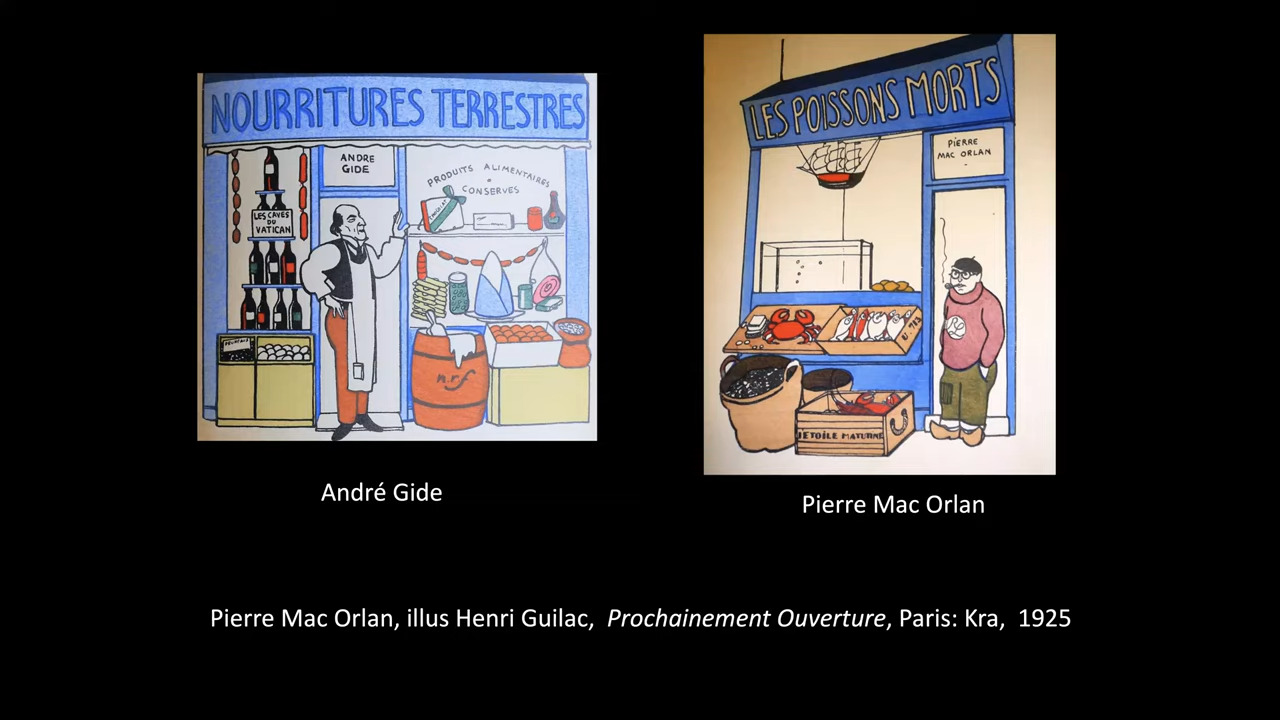 NOURRITURES TERRESTRES
ANDRE
GIDE
PRODUITS ALIMENTAIRES
CONSERVES
LES CAVES
DU
VATICAN
CHOCOLAT
n.r.f
LES POISSONS MORTS
PIERRE
MAC ORLAN
L'ETOILE MATUTINE
André Gide
Pierre Mac Orlan
Pierre Mac Orlan, illus Henri Guilac, Prochainement Ouverture, Paris: Kra, 1925